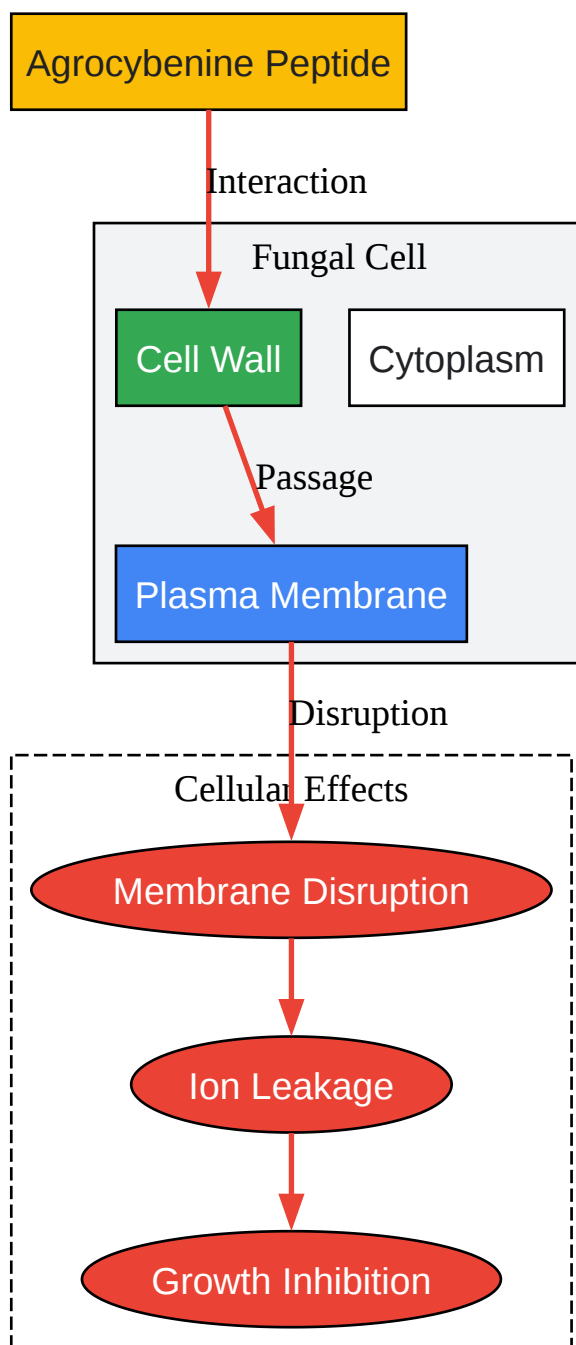 Agrocybenine Peptide
Interaction
Fungal Cell
Cell Wall
Cytoplasm
Passage
Plasma Membrane
Disruption
Cellular Effects
Membrane Disruption
Ion Leakage
Growth Inhibition